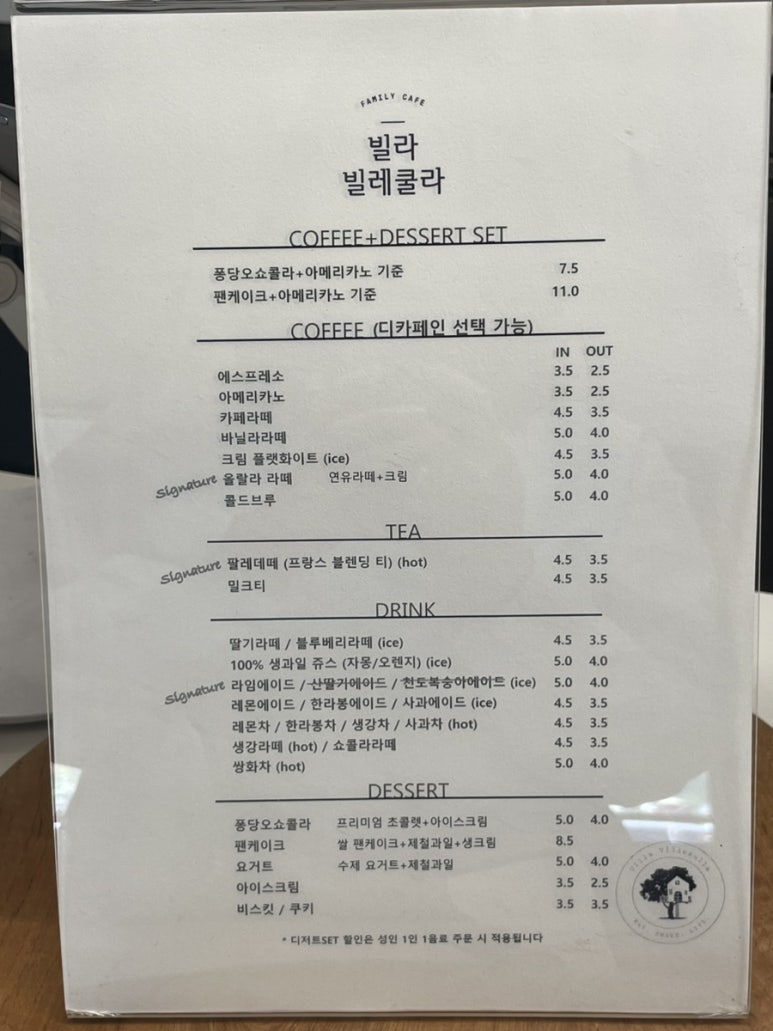 FAMILY CAFE
빌라
빌레쿨라
COFFEE+DESSERT SET
퐁당오쇼콜라+아메리카노 기준 7.5
팬케이크+아메리카노 기준 11.0
COFFEE (디카페인 선택 가능)
IN OUT
에스프레소 3.5 2.5
아메리카노 3.5 2.5
카페라떼 4.5 3.5
바닐라라떼 5.0 4.0
크림 플랫화이트 (ice) 4.5 3.5
Signature 올랄라 라떼 연유라떼+크림 5.0 4.0
콜드브루 5.0 4.0
TEA
Signature 팔레데떼 (프랑스 블렌딩 티) (hot) 4.5 3.5
밀크티 4.5 3.5
DRINK
딸기라떼 / 블루베리라떼 (ice) 4.5 3.5
100% 생과일 쥬스 (자몽/오렌지) (ice) 5.0 4.0
Signature 라임에이드 / 산딸기에이드 / 천도복숭아에이드 (ice) 5.0 4.0
레몬에이드 / 한라봉에이드 / 사과에이드 (ice) 4.5 3.5
레몬차 / 한라봉차 / 생강차 / 사과차 (hot) 4.5 3.5
생강라떼 (hot) / 쇼콜라라떼 4.5 3.5
쌍화차 (hot) 5.0 4.0
DESSERT
퐁당오쇼콜라 프리미엄 초콜렛+아이스크림 5.0 4.0
팬케이크 쌀 팬케이크+제철과일+생크림 8.5
요거트 수제 요거트+제철과일 5.0 4.0
아이스크림 3.5 2.5
비스킷 / 쿠키 3.5 3.5
* 디저트SET 할인은 성인 1인 1음료 주문 시 적용됩니다